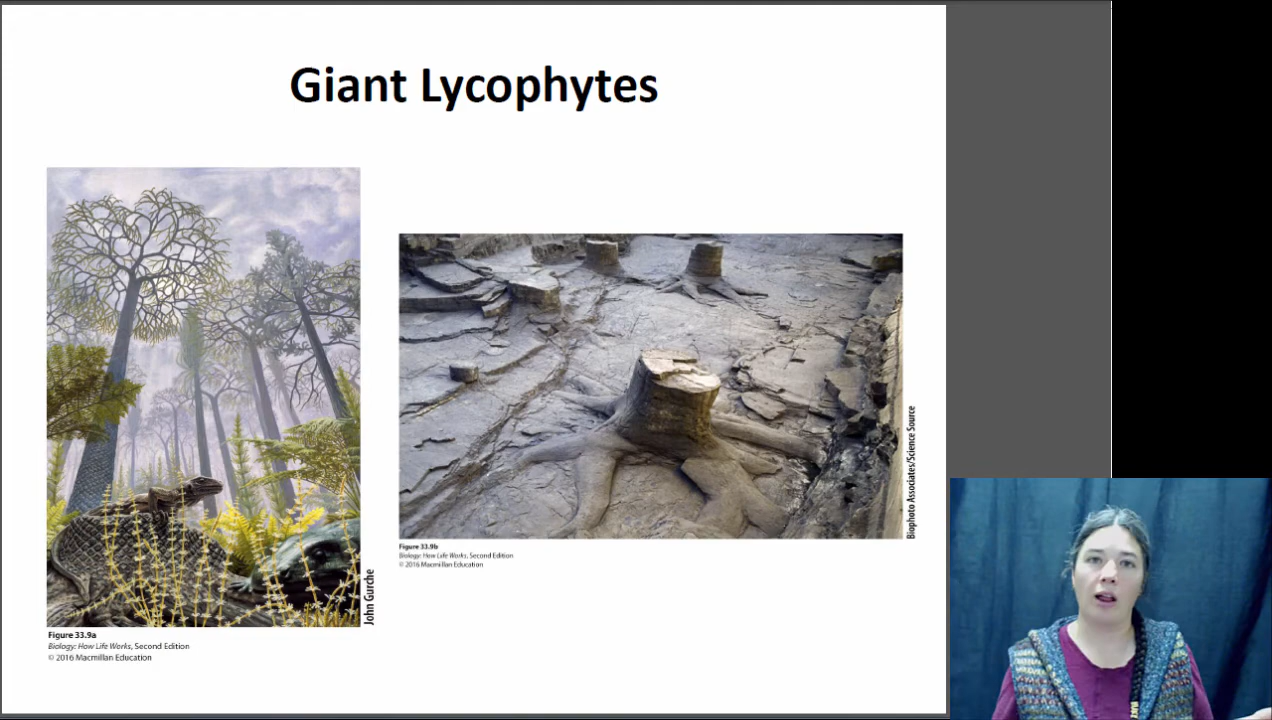 Giant Lycophytes
John Gurche
Figure 33.9a
Biology: How Life Works, Second Edition
© 2016 Macmillan Education
Biophoto Associates/Science Source
Figure 33.9b
Biology: How Life Works, Second Edition
© 2016 Macmillan Education